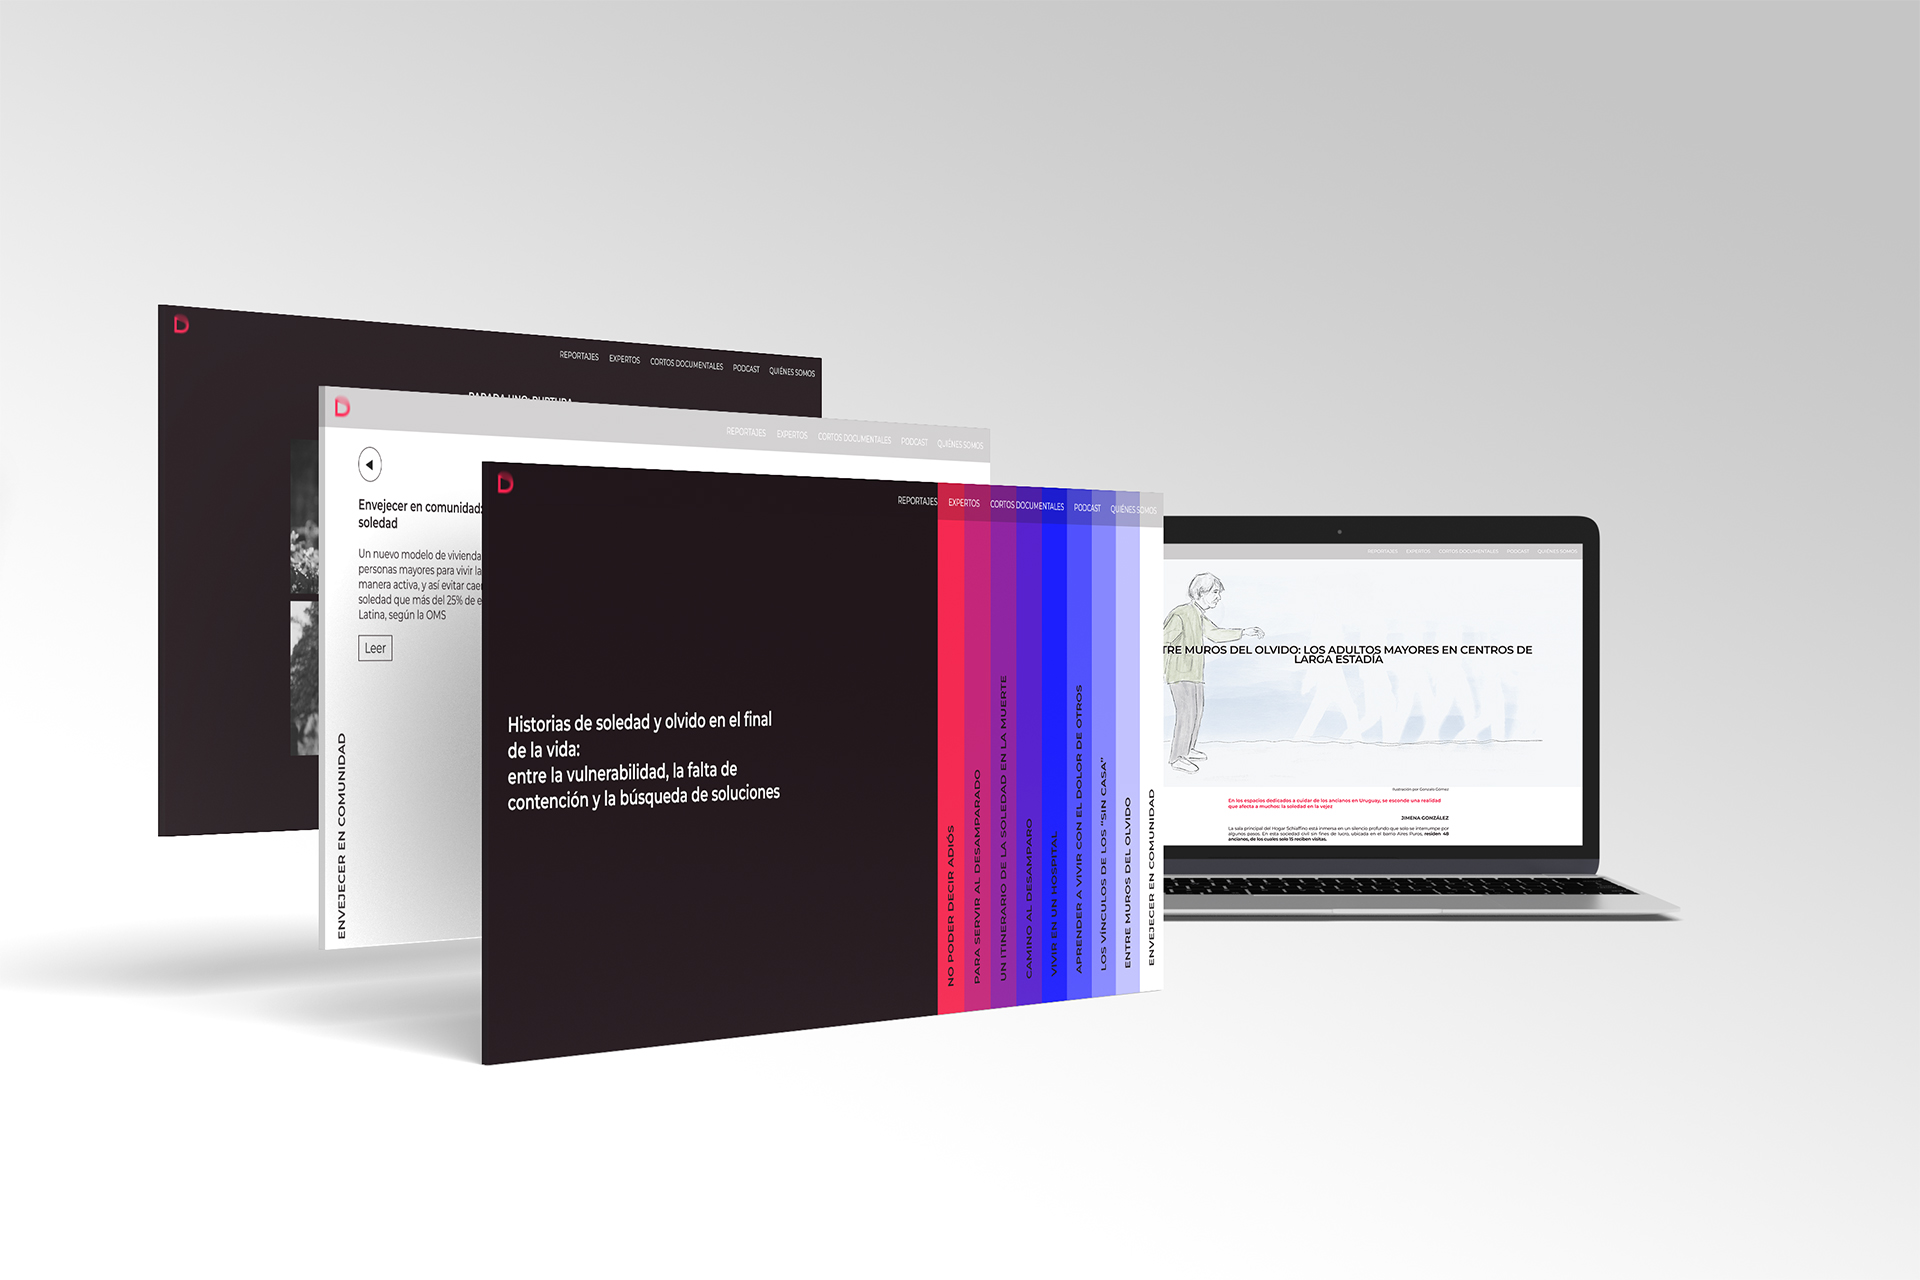 D
REPORTAJES EXPERTOS CORTOS DOCUMENTALES PODCAST QUIÉNES SOMOS
PARADA UNO: RUPTURA
D
REPORTAJES EXPERTOS CORTOS DOCUMENTALES PODCAST QUIÉNES SOMOS
Envejecer en comunidad:
soledad
Un nuevo modelo de vivienda
personas mayores para vivir la
manera activa, y así evitar caer
soledad que más del 25% de e
Latina, según la OMS
Leer
ENVEJECER EN COMUNIDAD
D
REPORTAJES EXPERTOS CORTOS DOCUMENTALES PODCAST QUIÉNES SOMOS
Historias de soledad y olvido en el final
de la vida:
entre la vulnerabilidad, la falta de
contención y la búsqueda de soluciones
NO PODER DECIR ADIÓS
PARA SERVIR AL DESAMPARADO
UN ITINERARIO DE LA SOLEDAD EN LA MUERTE
CAMINO AL DESAMPARO
VIVIR EN UN HOSPITAL
APRENDER A VIVIR CON EL DOLOR DE OTROS
LOS VÍNCULOS DE LOS "SIN CASA"
ENTRE MUROS DEL OLVIDO
ENVEJECER EN COMUNIDAD
REPORTAJES EXPERTOS CORTOS DOCUMENTALES PODCAST QUIÉNES SOMOS
TRE MUROS DEL OLVIDO: LOS ADULTOS MAYORES EN CENTROS DE
LARGA ESTADÍA
Ilustración por Gonzalo Gómez
En los espacios dedicados a cuidar de los ancianos en Uruguay, se esconde una realidad
que afecta a muchos: la soledad en la vejez
JIMENA GONZÁLEZ
La sala principal del Hogar Schiaffino está inmersa en un silencio profundo que solo se interrumpe por
algunos pasos. En esta sociedad civil sin fines de lucro, ubicada en el barrio Aires Puros, residen 48
ancianos, de los cuales solo 15 reciben visitas.